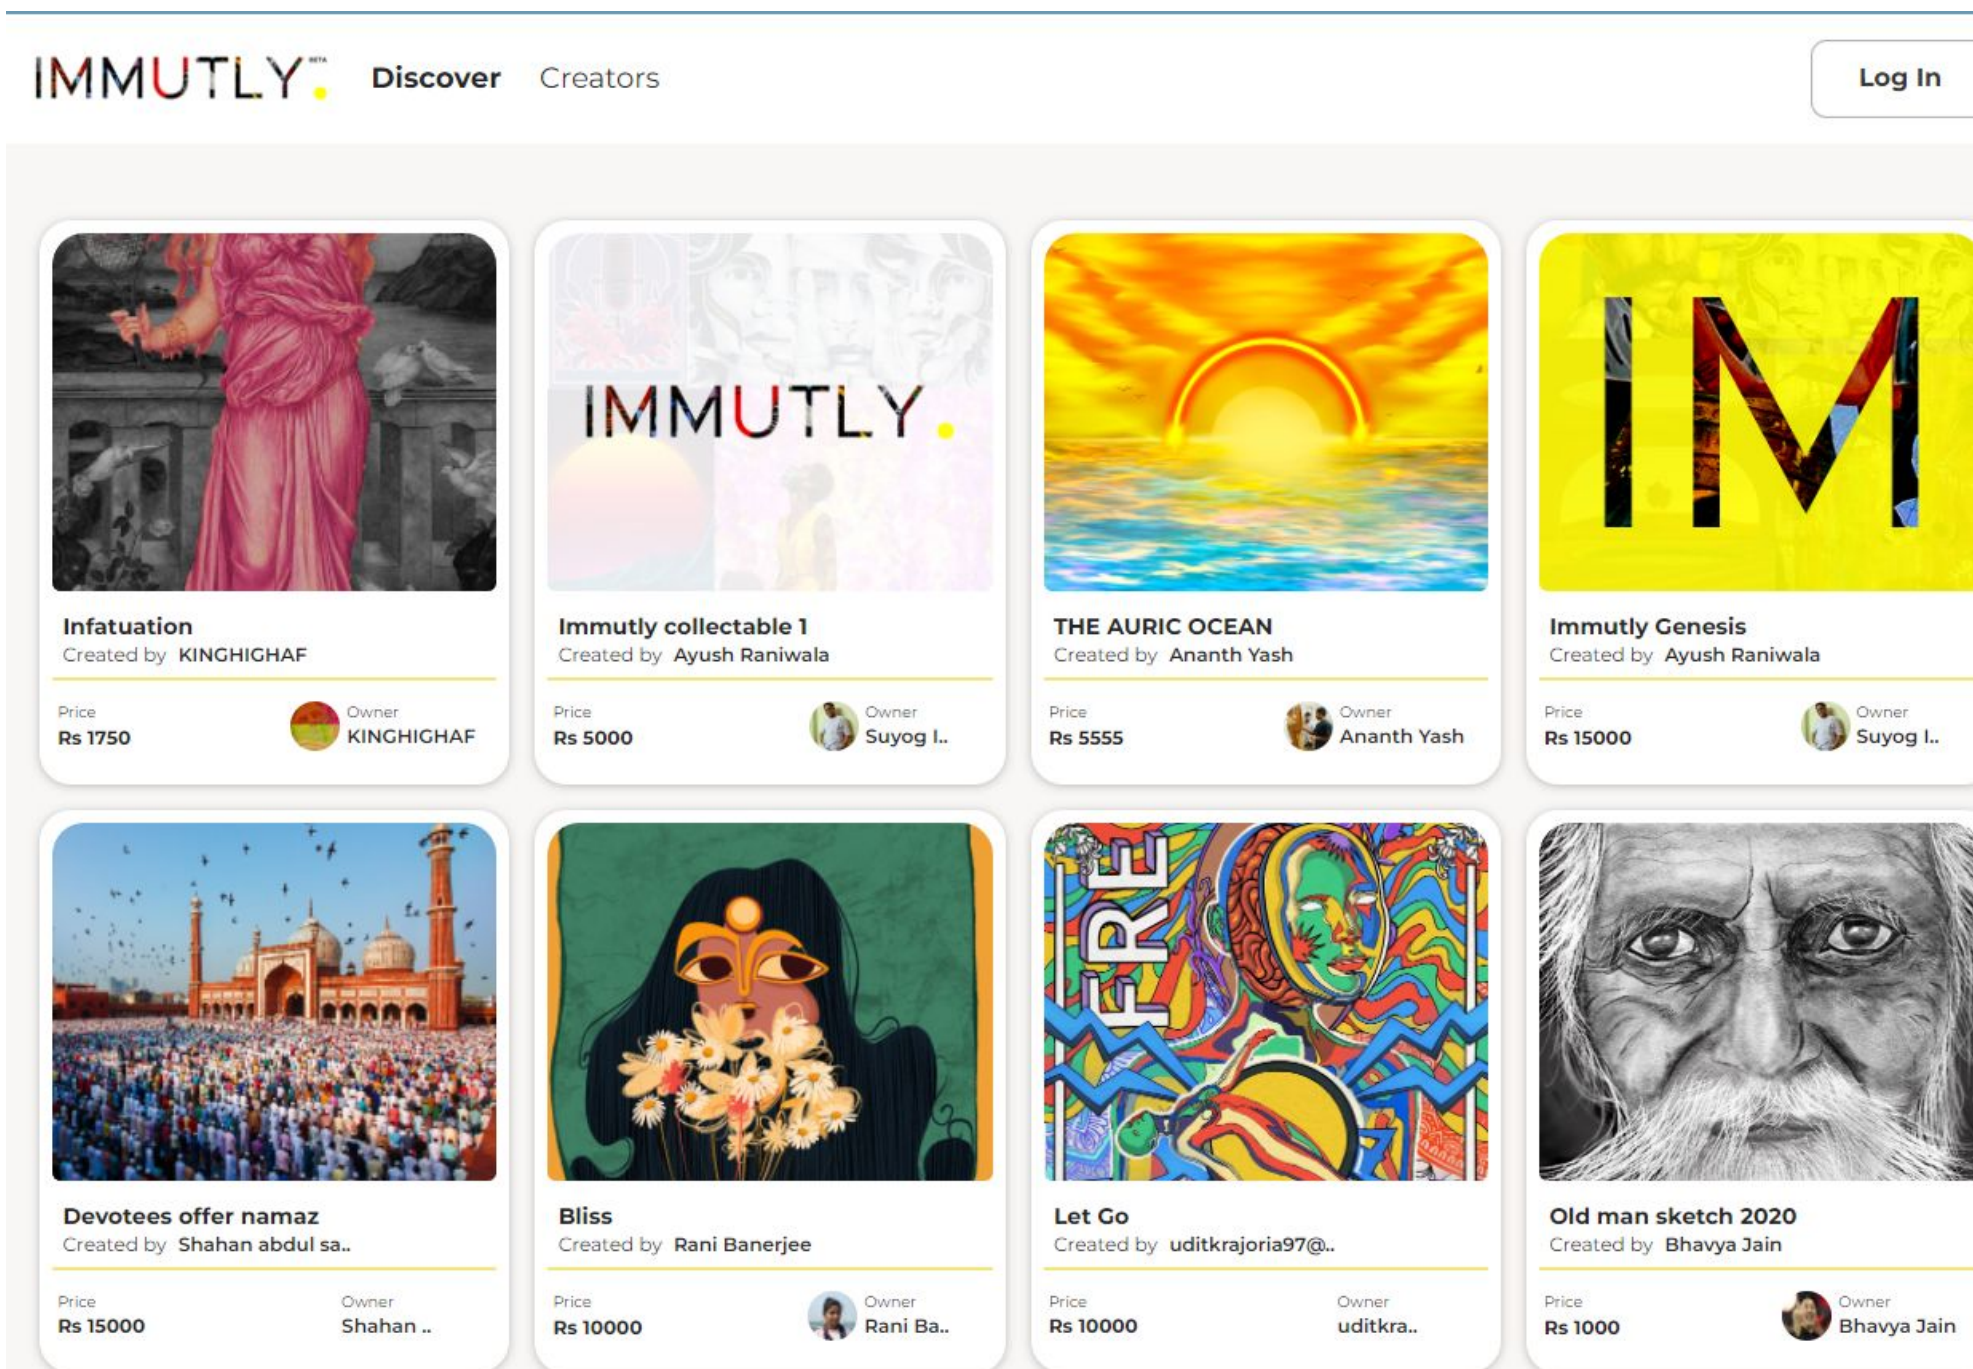 IMMUTLY. BETA
Discover Creators Log In
IMMUTLY.
IM
Infatuation
Created by KINGHIGHAF
Price
Rs 1750
Owner
KINGHIGHAF
Immutly collectable 1
Created by Ayush Raniwala
Price
Rs 5000
Owner
Suyog I..
THE AURIC OCEAN
Created by Ananth Yash
Price
Rs 5555
Owner
Ananth Yash
Immutly Genesis
Created by Ayush Raniwala
Price
Rs 15000
Owner
Suyog I..
FRE
Devotees offer namaz
Created by Shahan abdul sa..
Price
Rs 15000
Owner
Shahan ..
Bliss
Created by Rani Banerjee
Price
Rs 10000
Owner
Rani Ba..
Let Go
Created by uditkrajoria97@..
Price
Rs 10000
Owner
uditkra..
Old man sketch 2020
Created by Bhavya Jain
Price
Rs 1000
Owner
Bhavya Jain